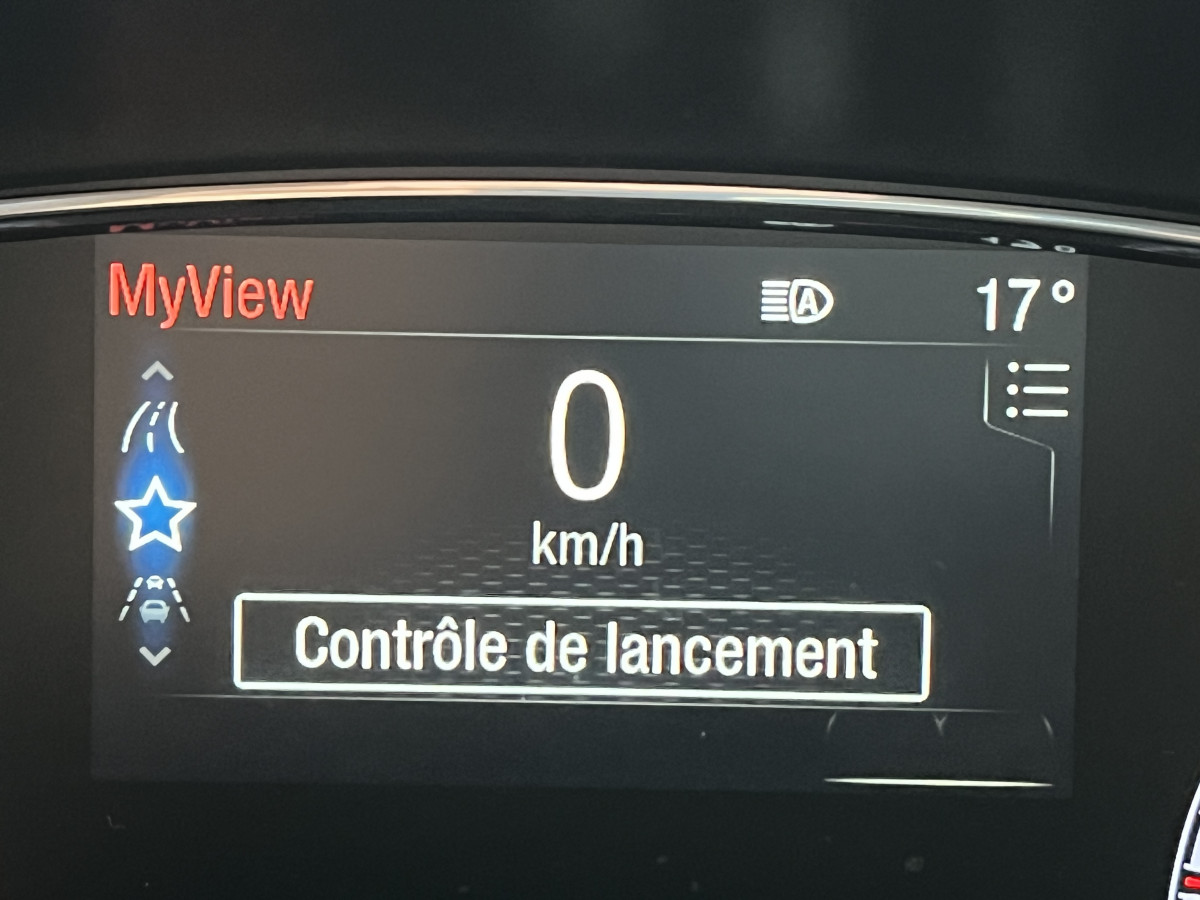 MyView
A
17°
0
km/h
Contrôle de lancement